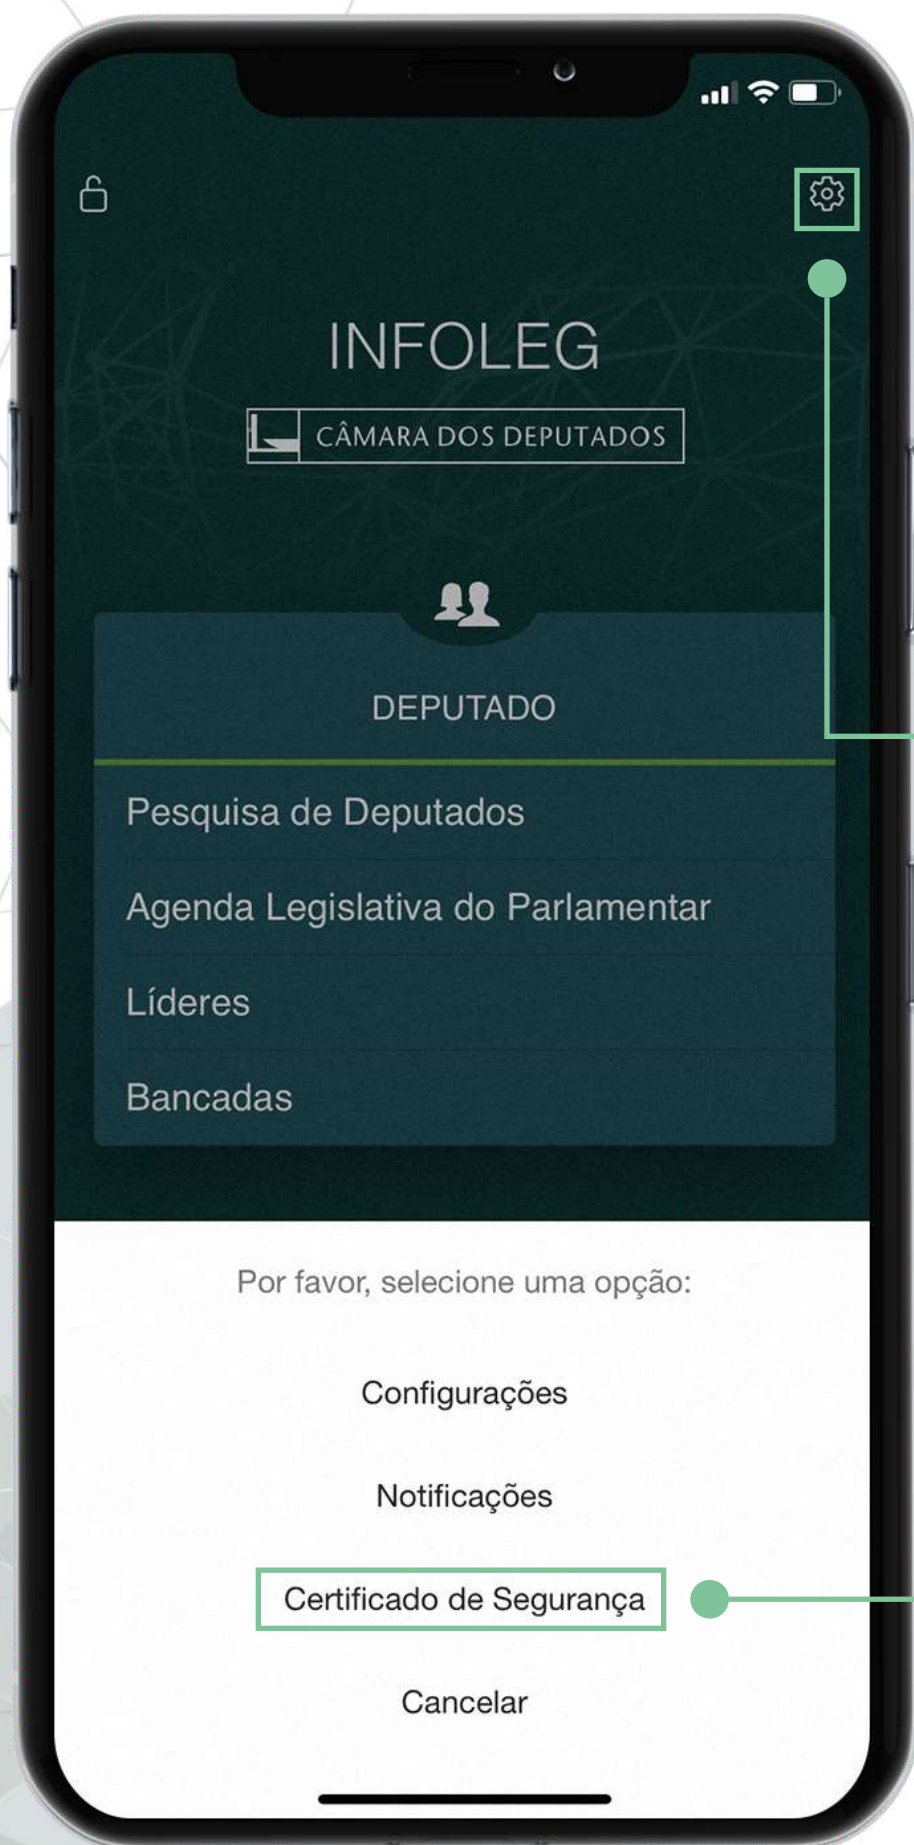 INFOLEG
CÂMARA DOS DEPUTADOS
DEPUTADO
Pesquisa de Deputados
Agenda Legislativa do Parlamentar
Líderes
Bancadas
Por favor, selecione uma opção:
Configurações
Notificações
Certificado de Segurança
Cancelar